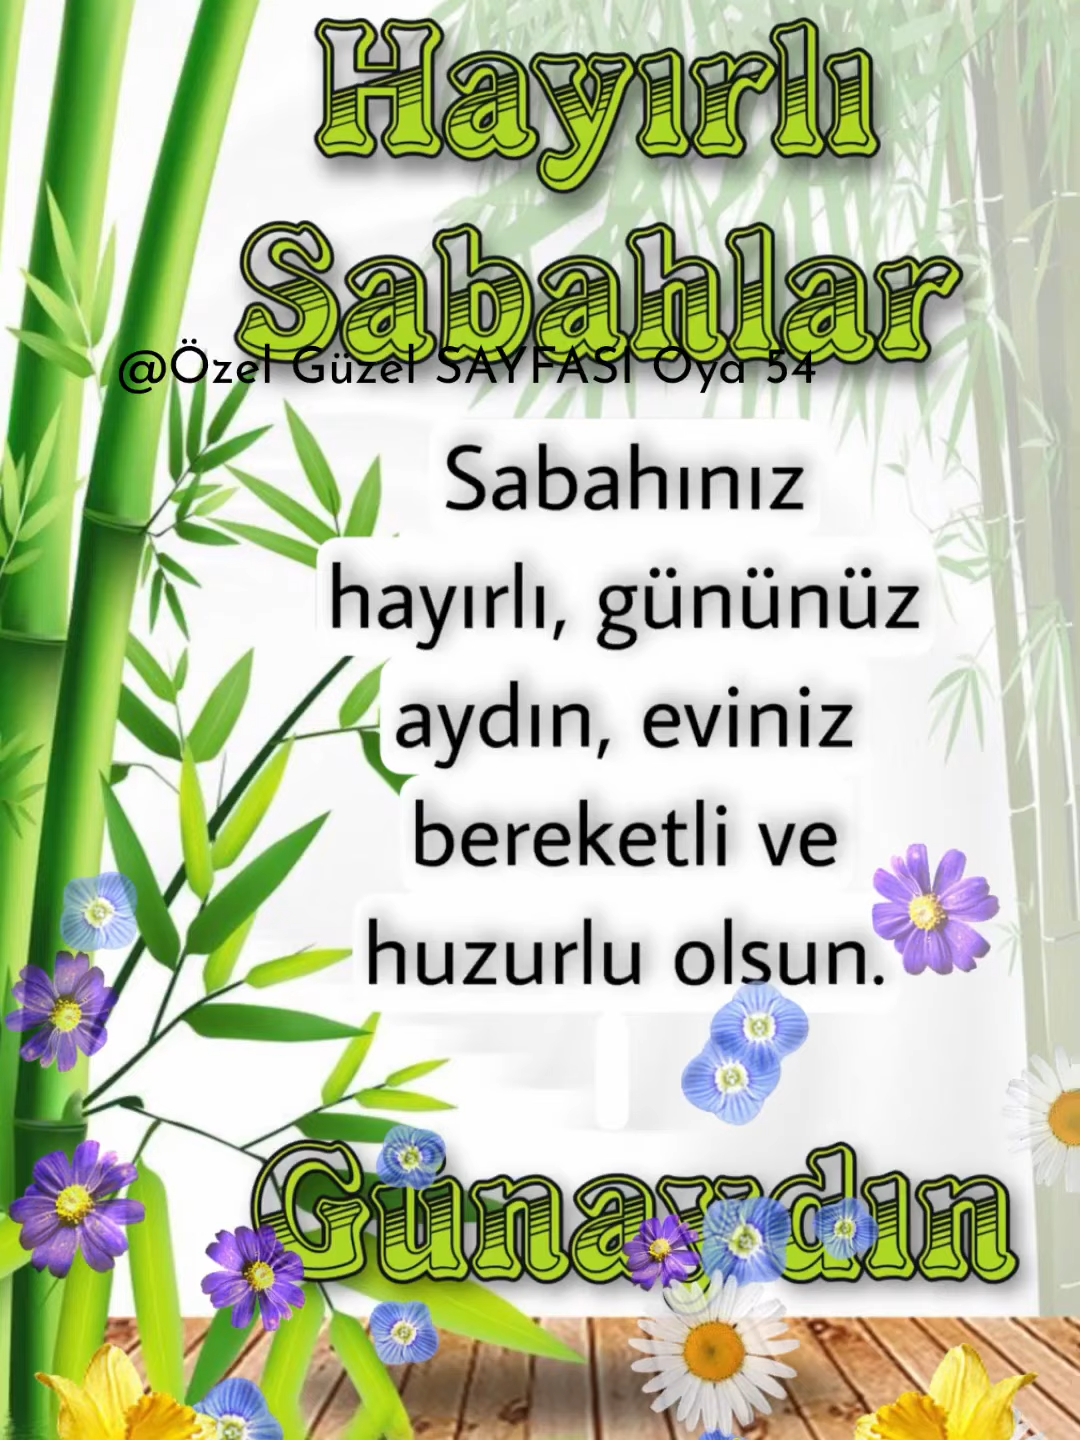 Hayırlı
Sabahlar
@Özel Güzel SAYFASI Oya 54
Sabahınız
hayırlı, gününüz
aydın, eviniz
bereketli ve
huzurlu olsun.
Günaydın